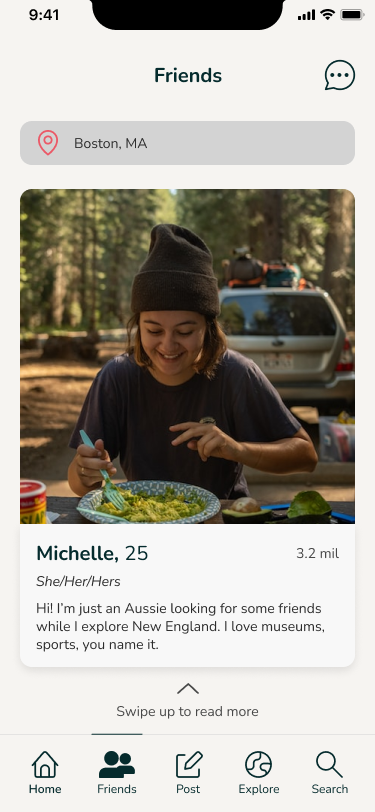 9:41
Friends
Boston, MA
Michelle, 25
3.2 mil
She/Her/Hers
Hi! I’m just an Aussie looking for some friends
while I explore New England. I love museums,
sports, you name it.
Swipe up to read more
Home
Friends
Post
Explore
Search